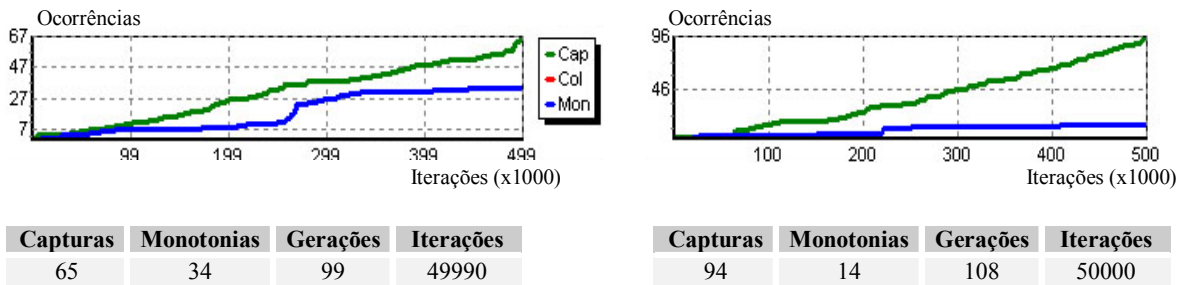 Ocorrências
67
47
27
7
99
199
299
399
499
Iterações (x1000)
Cap
Col
Mon
Capturas Monotonias Gerações Iterações
65 34 99 49990
Ocorrências
96
46
100
200
300
400
500
Iterações (x1000)
Capturas Monotonias Gerações Iterações
94 14 108 50000